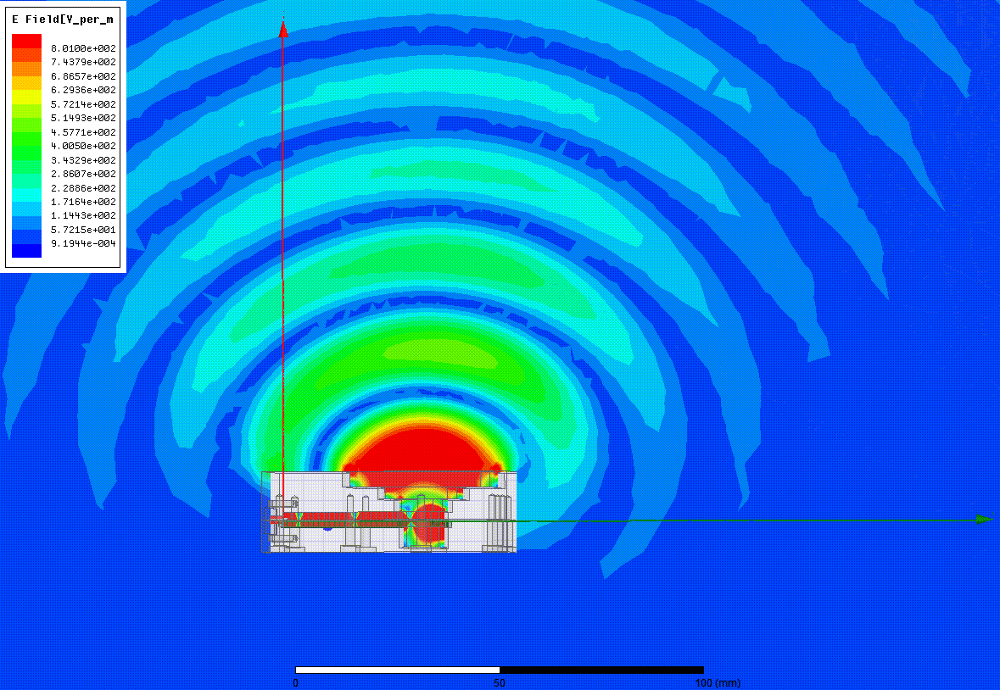 E Field[V_per_m
8.0100e+002
7.4379e+002
6.8657e+002
6.2936e+002
5.7214e+002
5.1493e+002
4.5771e+002
4.0050e+002
3.4329e+002
2.8607e+002
2.2886e+002
1.7164e+002
1.1443e+002
5.7215e+001
9.1944e-004
0 50 100 (mm)